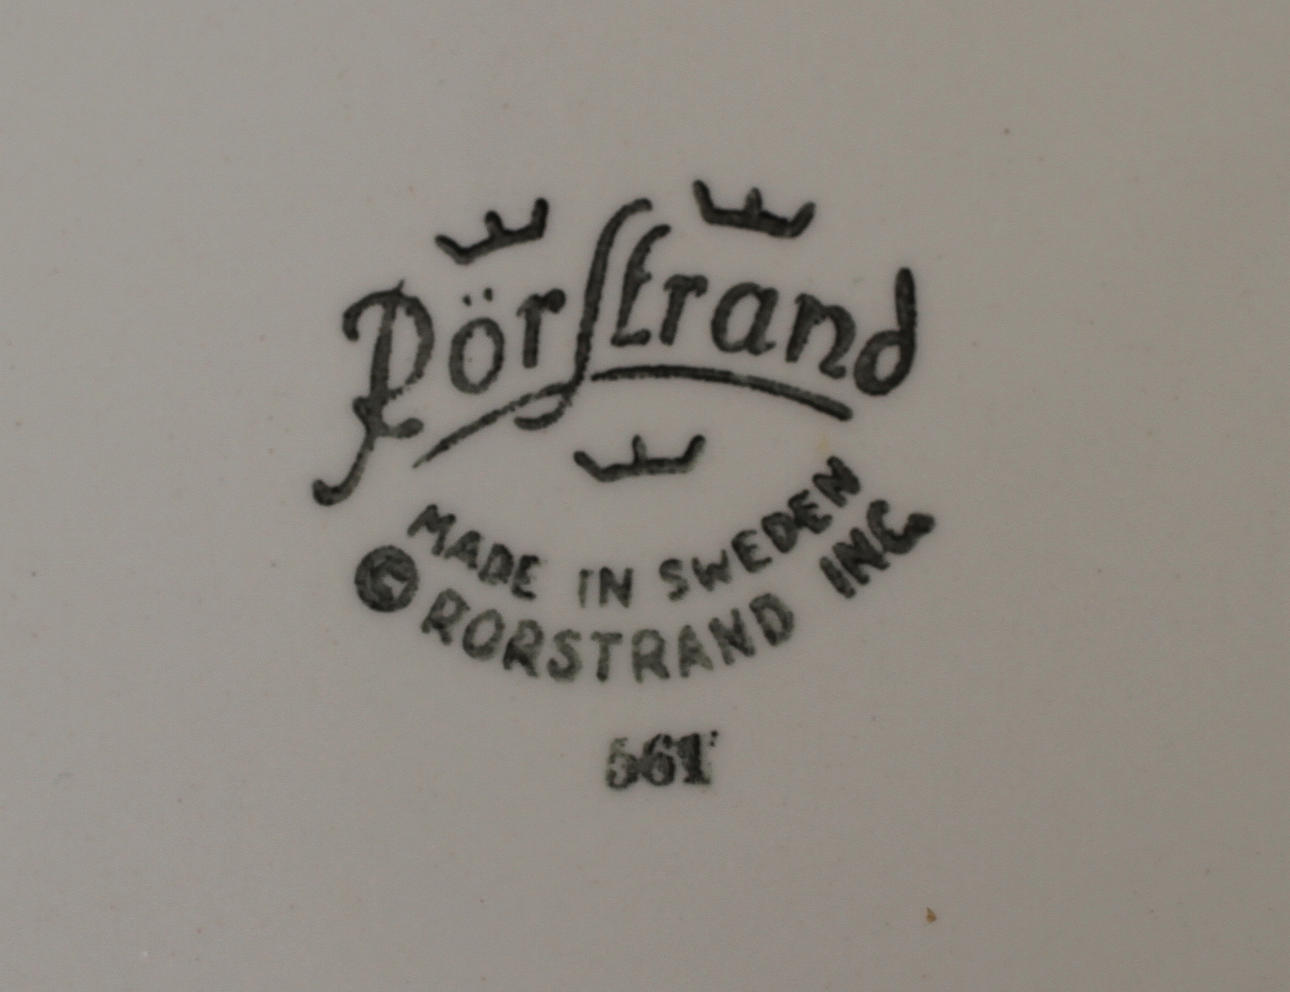 Rörstrand
MADE IN SWEDEN
© RORSTRAND INC.
561